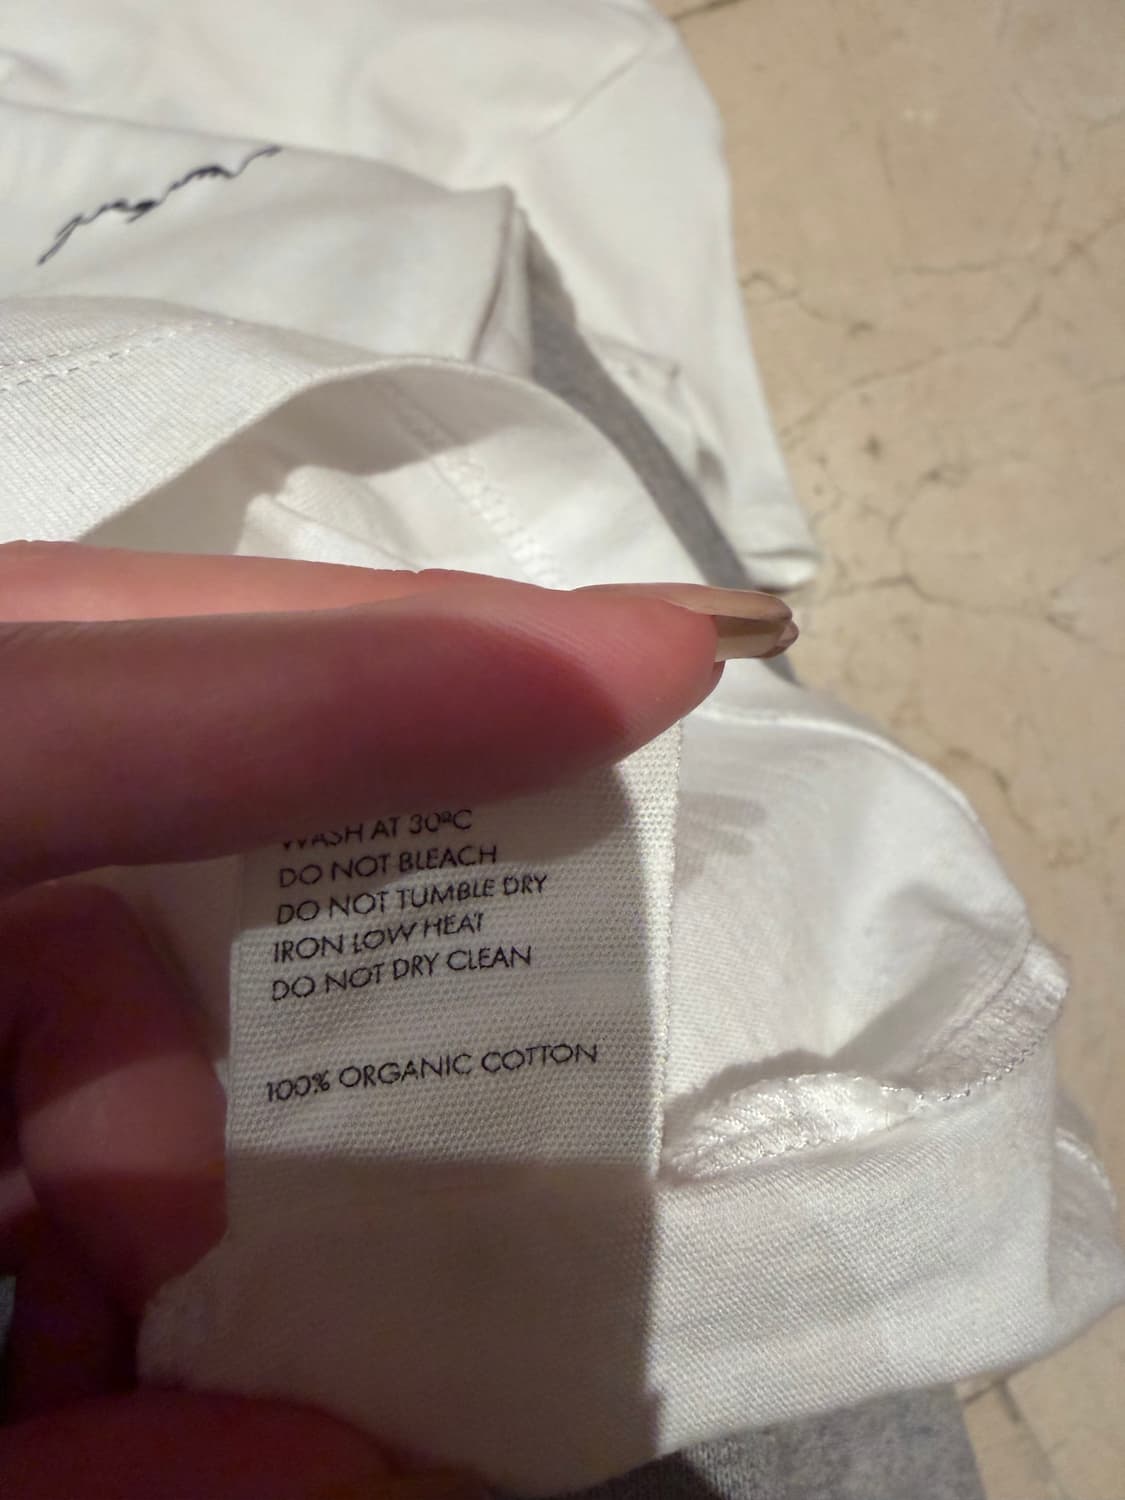 WASH AT 30ºC
DO NOT BLEACH
DO NOT TUMBLE DRY
IRON LOW HEAT
DO NOT DRY CLEAN
100% ORGANIC COTTON